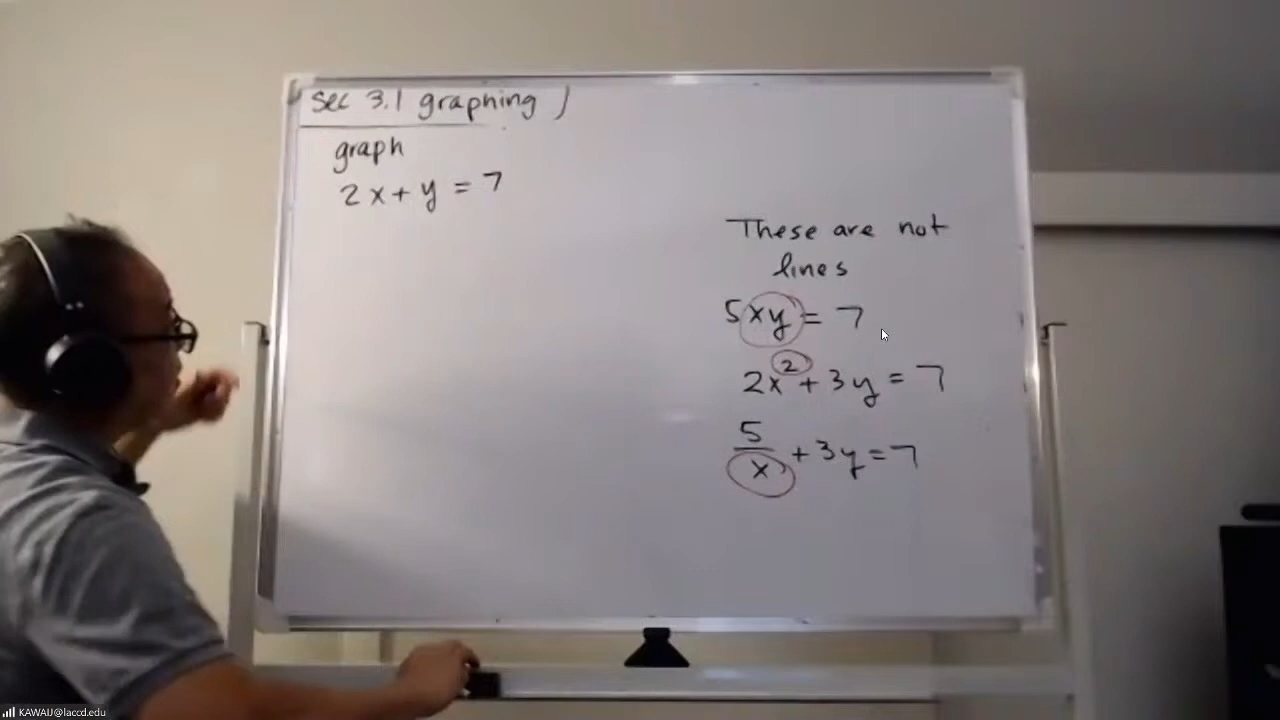 Sec 3.1 graphing
graph
2x + y = 7
These are not
lines
5xy = 7
2x² + 3y = 7
5/x + 3y = 7
KAWAIJ@laccd.edu